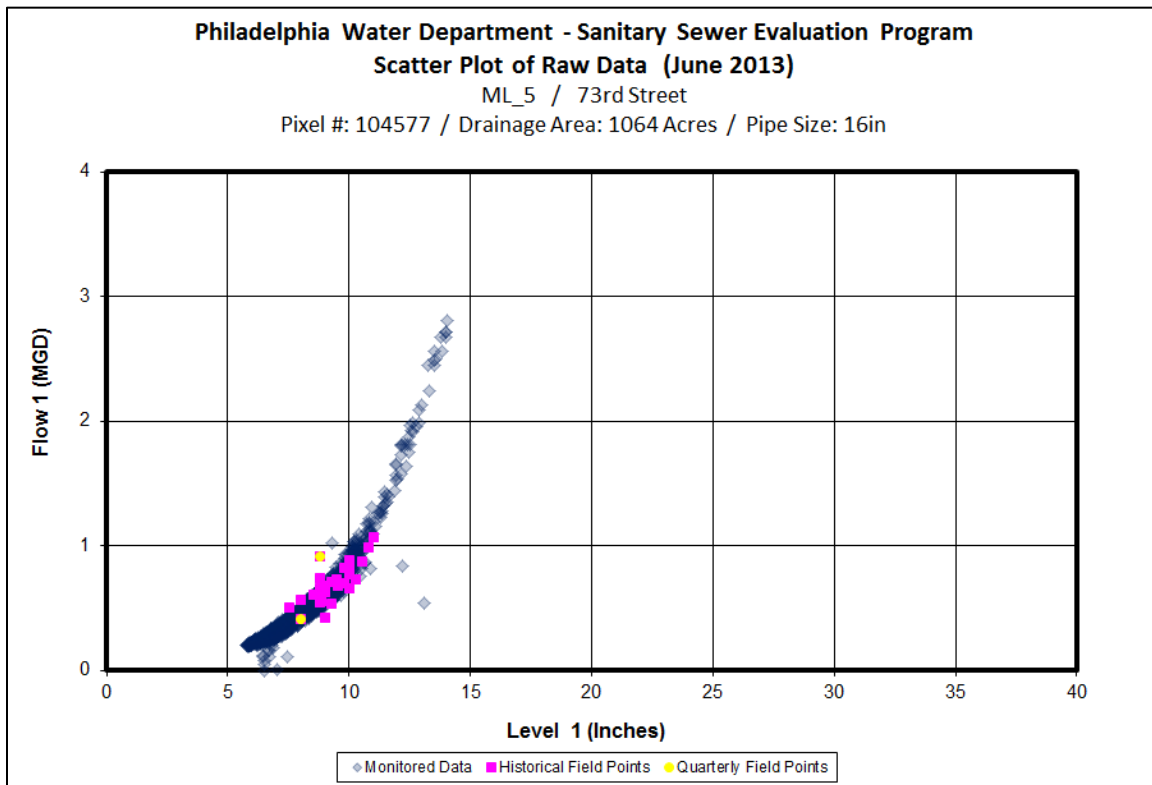 Philadelphia Water Department - Sanitary Sewer Evaluation Program
Scatter Plot of Raw Data (June 2013)
ML_5 / 73rd Street
Pixel #: 104577 / Drainage Area: 1064 Acres / Pipe Size: 16in
4
3
2
1
0
Flow 1 (MGD)
0 5 10 15 20 25 30 35 40
Level 1 (Inches)
Monitored Data Historical Field Points Quarterly Field Points